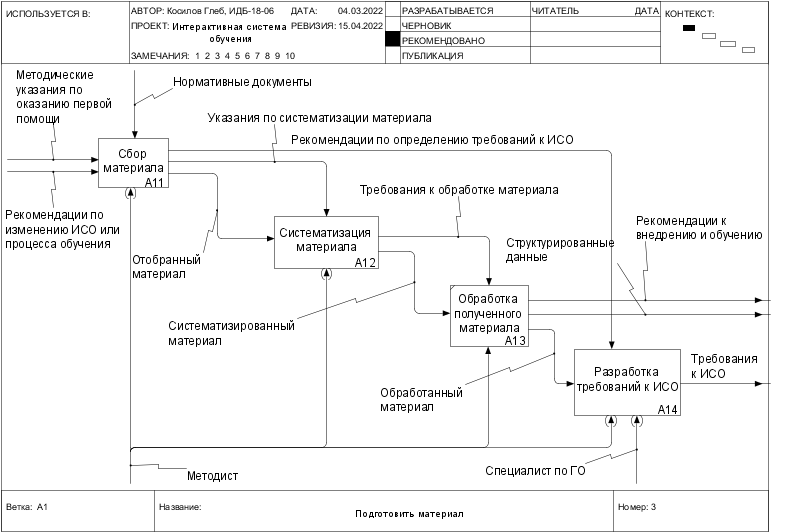 ИСПОЛЬЗУЕТСЯ В:
АВТОР: Косилов Глеб, ИДБ-18-06
ДАТА: 04.03.2022
ПРОЕКТ: Интерактивная система
обучения
РЕВИЗИЯ: 15.04.2022
ЗАМЕЧАНИЯ: 1 2 3 4 5 6 7 8 9 10
РАЗРАБАТЫВАЕТСЯ
ЧЕРНОВИК
РЕКОМЕНДОВАНО
ПУБЛИКАЦИЯ
ЧИТАТЕЛЬ ДАТА
КОНТЕКСТ:
Методические
указания по
оказанию первой
помощи
Нормативные документы
Указания по систематизации материала
Рекомендации по определению требований к ИСО
Сбор
материала
A11
Рекомендации по
изменению ИСО или
процесса обучения
Отобранный
материал
Требования к обработке материала
Систематизация
материала
A12
Рекомендации к
внедрению и обучению
Структурированные
данные
Систематизированный
материал
Обработка
полученного
материала
A13
Обработанный
материал
Разработка
требований к ИСО
A14
Требования
к ИСО
Методист
Специалист по ГО
Ветка: A1
Название:
Подготовить материал
Номер: 3